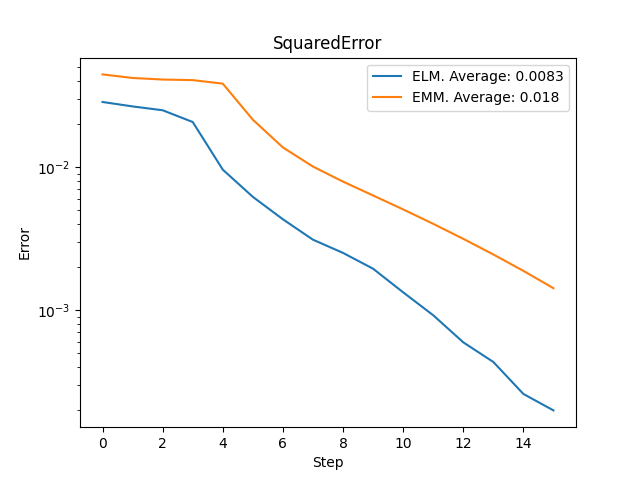 SquaredError
ELM. Average: 0.0083
EMM. Average: 0.018
Error
10⁻²
10⁻³
0 2 4 6 8 10 12 14
Step